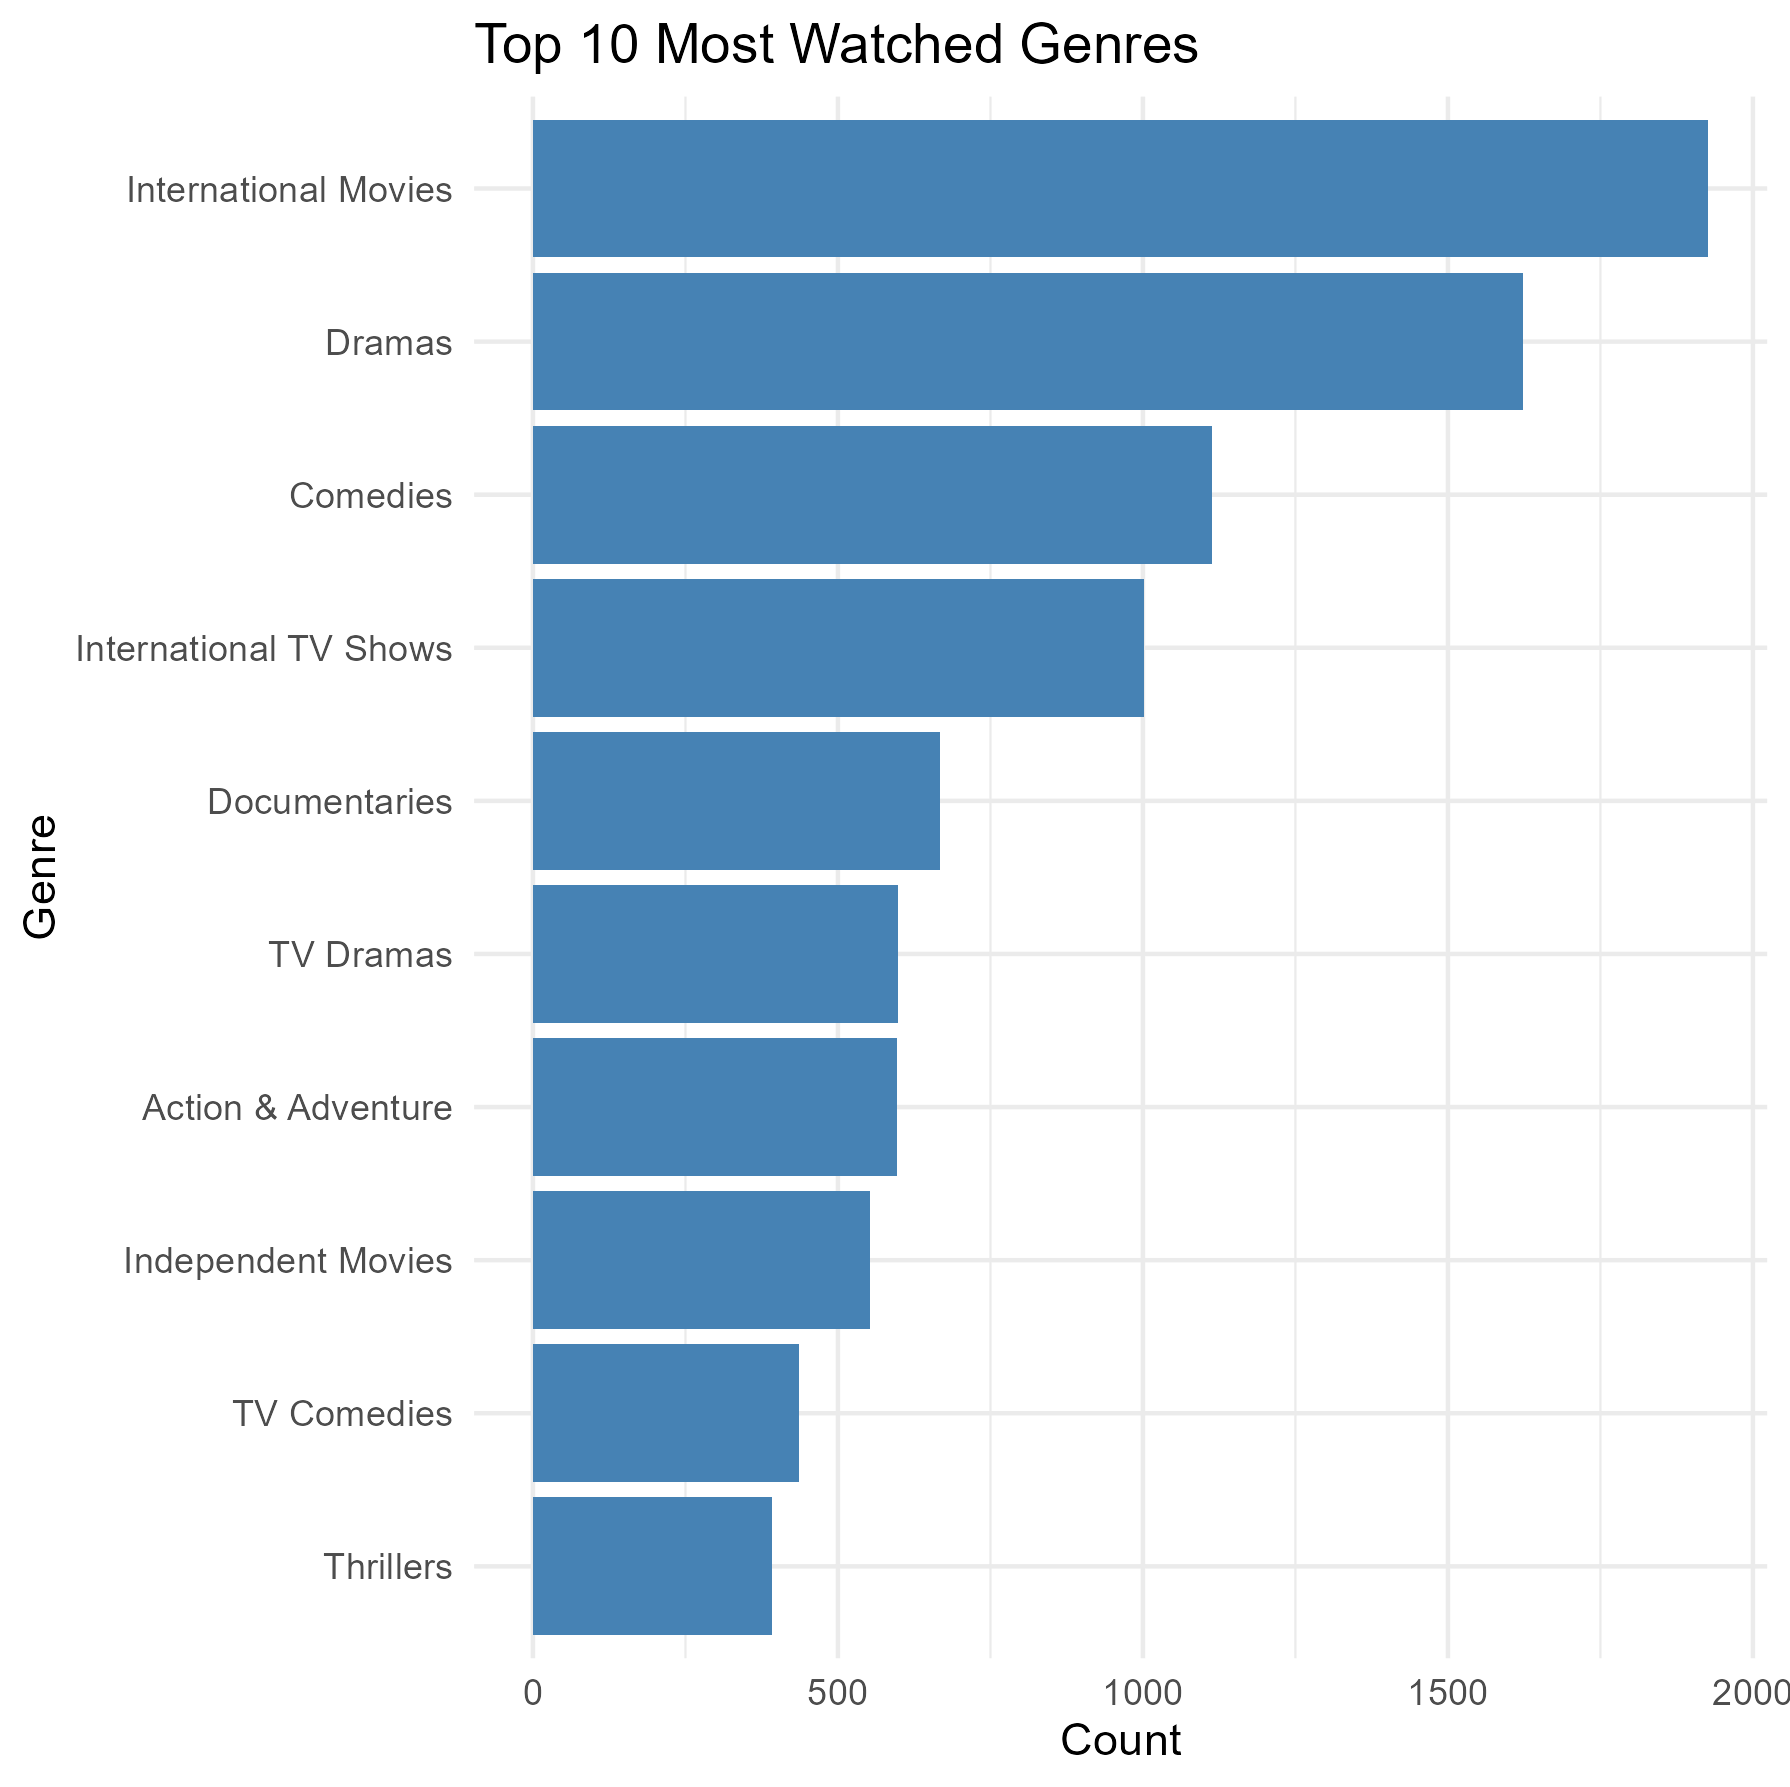 Top 10 Most Watched Genres
Genre
International Movies
Dramas
Comedies
International TV Shows
Documentaries
TV Dramas
Action & Adventure
Independent Movies
TV Comedies
Thrillers
0 500 1000 1500 2000
Count